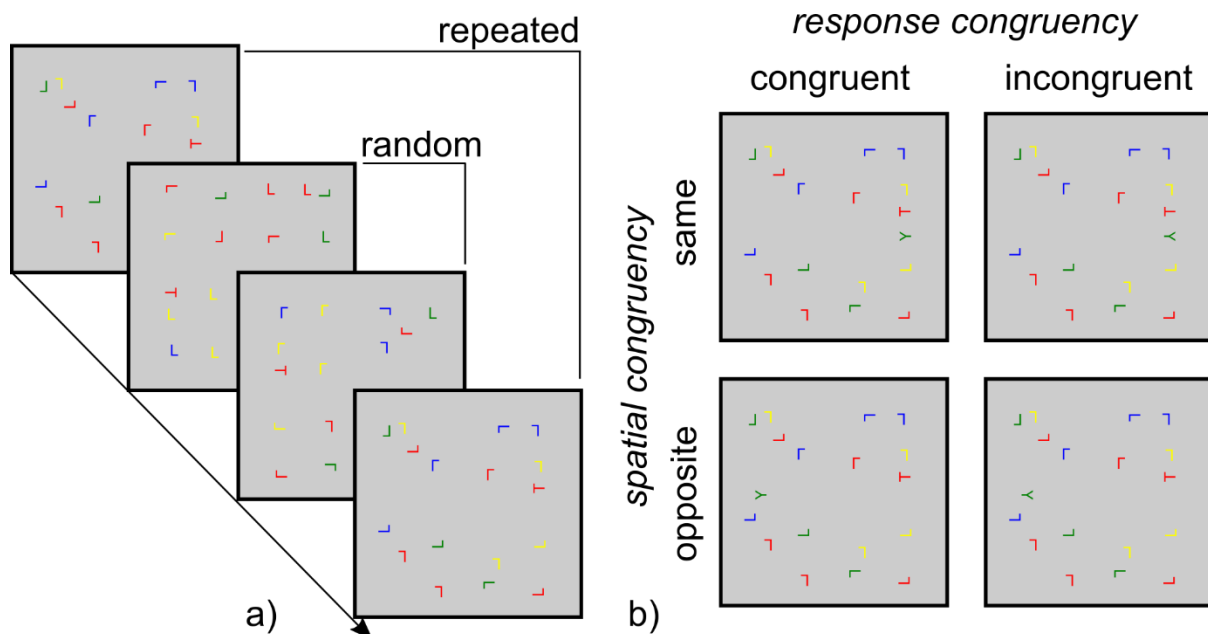 repeated
random
a)
response congruency
congruent
incongruent
spatial congruency
same
opposite
b)